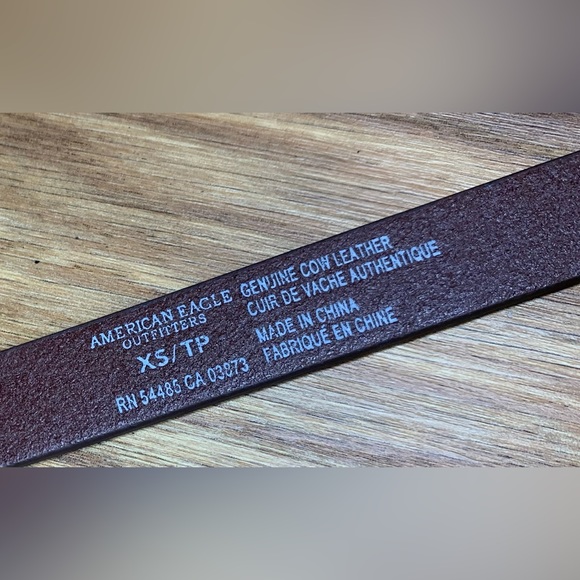 AMERICAN EAGLE
OUTFITTERS
XS/TP
RN 54485 CA 03873
GENUINE COW LEATHER
CUIR DE VACHE AUTHENTIQUE
MADE IN CHINA
FABRIQUÉ EN CHINE